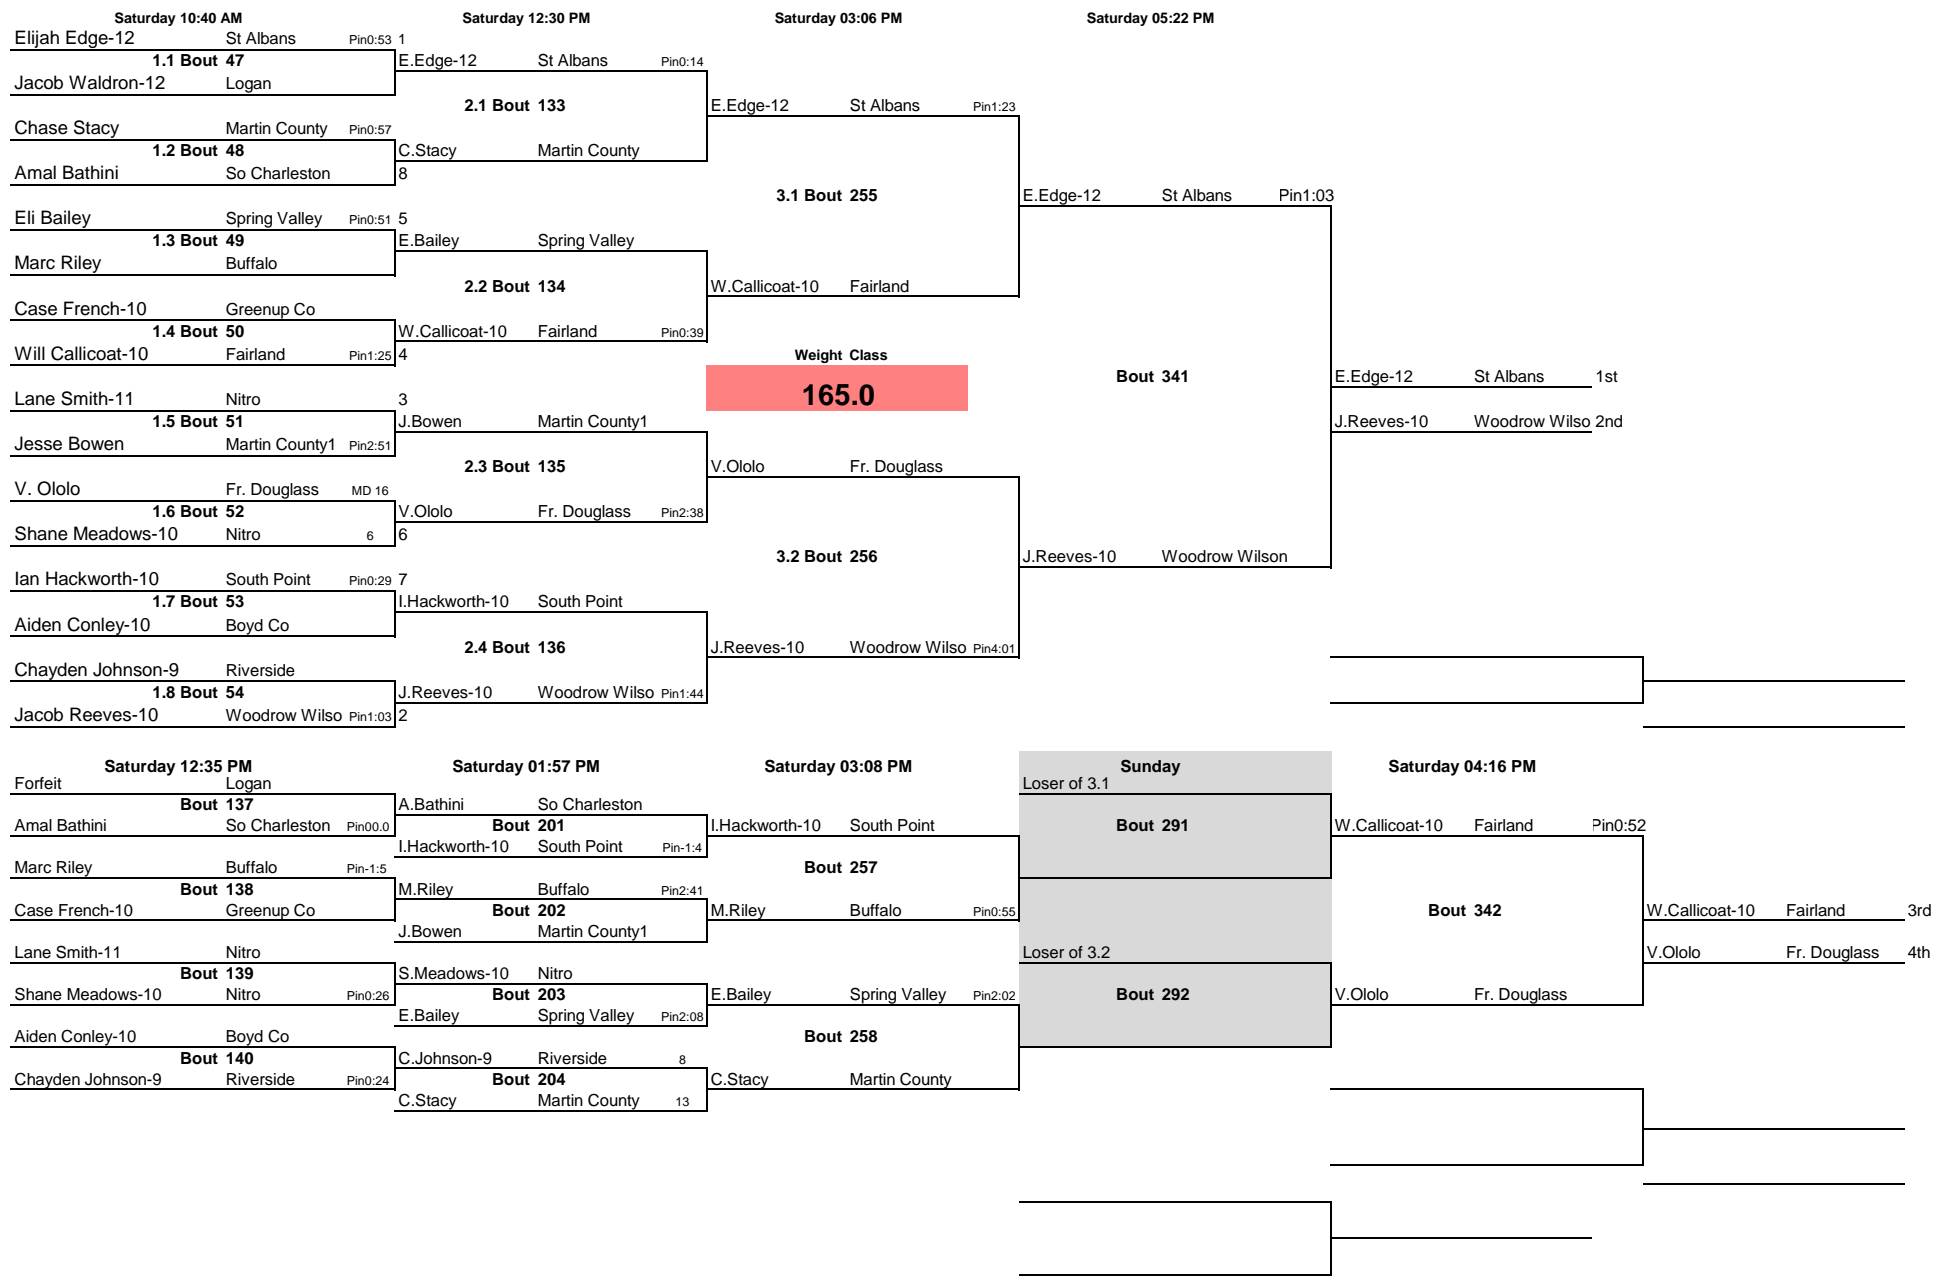 Saturday 10:40 AM Saturday 12:30 PM Saturday 03:06 PM Saturday 05:22 PM
Elijah Edge-12 St Albans Pin0:53 1
1.1 Bout 47 E.Edge-12 St Albans Pin0:14
Jacob Waldron-12 Logan
2.1 Bout 133 E.Edge-12 St Albans Pin1:23
Chase Stacy Martin County Pin0:57
1.2 Bout 48 C.Stacy Martin County
Amal Bathini So Charleston 8
3.1 Bout 255 E.Edge-12 St Albans Pin1:03
Eli Bailey Spring Valley Pin0:51 5
1.3 Bout 49 E.Bailey Spring Valley
Marc Riley Buffalo
2.2 Bout 134 W.Callicoat-10 Fairland
Case French-10 Greenup Co
1.4 Bout 50 W.Callicoat-10 Fairland Pin0:39
Will Callicoat-10 Fairland Pin1:25 4 Weight Class
Bout 341 E.Edge-12 St Albans 1st
Lane Smith-11 Nitro 3 165.0
1.5 Bout 51 J.Bowen Martin County1 J.Reeves-10 Woodrow Wilso 2nd
Jesse Bowen Martin County1 Pin2:51
2.3 Bout 135 V.Ololo Fr. Douglass
V. Ololo Fr. Douglass MD 16
1.6 Bout 52 V.Ololo Fr. Douglass Pin2:38
Shane Meadows-10 Nitro 6 6
3.2 Bout 256 J.Reeves-10 Woodrow Wilson
Ian Hackworth-10 South Point Pin0:29 7
1.7 Bout 53 I.Hackworth-10 South Point
Aiden Conley-10 Boyd Co
2.4 Bout 136 J.Reeves-10 Woodrow Wilso Pin4:01
Chayden Johnson-9 Riverside
1.8 Bout 54 J.Reeves-10 Woodrow Wilso Pin1:44
Jacob Reeves-10 Woodrow Wilso Pin1:03 2
Saturday 12:35 PM Saturday 01:57 PM Saturday 03:08 PM Sunday Saturday 04:16 PM
Forfeit Logan Loser of 3.1
Bout 137 A.Bathini So Charleston
Amal Bathini So Charleston Pin00.0 Bout 201 I.Hackworth-10 South Point Bout 291 W.Callicoat-10 Fairland Pin0:52
I.Hackworth-10 South Point Pin-1:4
Marc Riley Buffalo Pin-1:5 Bout 257
Bout 138 M.Riley Buffalo Pin2:41
Case French-10 Greenup Co Bout 202 M.Riley Buffalo Pin0:55 Bout 342 W.Callicoat-10 Fairland 3rd
J.Bowen Martin County1
Lane Smith-11 Nitro Loser of 3.2 V.Ololo Fr. Douglass 4th
Bout 139 S.Meadows-10 Nitro
Shane Meadows-10 Nitro Pin0:26 Bout 203 E.Bailey Spring Valley Pin2:02 Bout 292 V.Ololo Fr. Douglass
E.Bailey Spring Valley Pin2:08
Aiden Conley-10 Boyd Co Bout 258
Bout 140 C.Johnson-9 Riverside 8
Chayden Johnson-9 Riverside Pin0:24 Bout 204 C.Stacy Martin County
C.Stacy Martin County 13